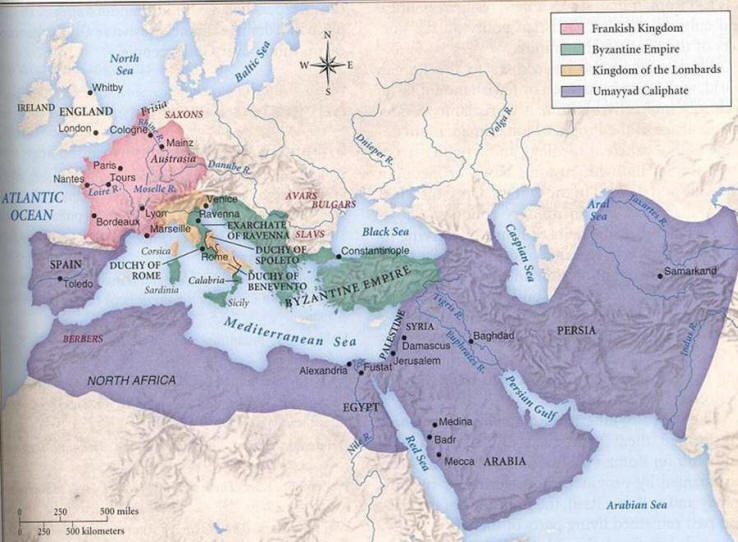 Frankish Kingdom
Byzantine Empire
Kingdom of the Lombards
Umayyad Caliphate
N
W
E
S
North
Sea
Baltic Sea
Whitby
IRELAND
ENGLAND
London
Frisia
SAXONS
Cologne
Rhine R.
Mainz
Austrasia
Paris
Nantes
Tours
Loire R.
Moselle R.
Danube R.
Dnieper R.
Volga R.
ATLANTIC
OCEAN
Bordeaux
Lyon
Marseille
Venice
Ravenna
EXARCHATE
OF RAVENNA
AVARS
BULGARS
SLAVS
Black Sea
Caspian Sea
Aral
Sea
Jaxartes R.
Samarkand
SPAIN
Toledo
Corsica
DUCHY OF
ROME
Rome
DUCHY OF
SPOLETO
DUCHY OF
BENEVENTO
Sardinia
Calabria
Sicily
Constantinople
BYZANTINE EMPIRE
Mediterranean Sea
BERBERS
NORTH AFRICA
Alexandria
Fustat
EGYPT
Nile R.
PALESTINE
SYRIA
Damascus
Jerusalem
Tigris R.
Euphrates R.
Baghdad
PERSIA
Indus R.
Persian Gulf
Red Sea
Medina
Badr
Mecca
ARABIA
Arabian Sea
0 250 500 miles
0 250 500 kilometers